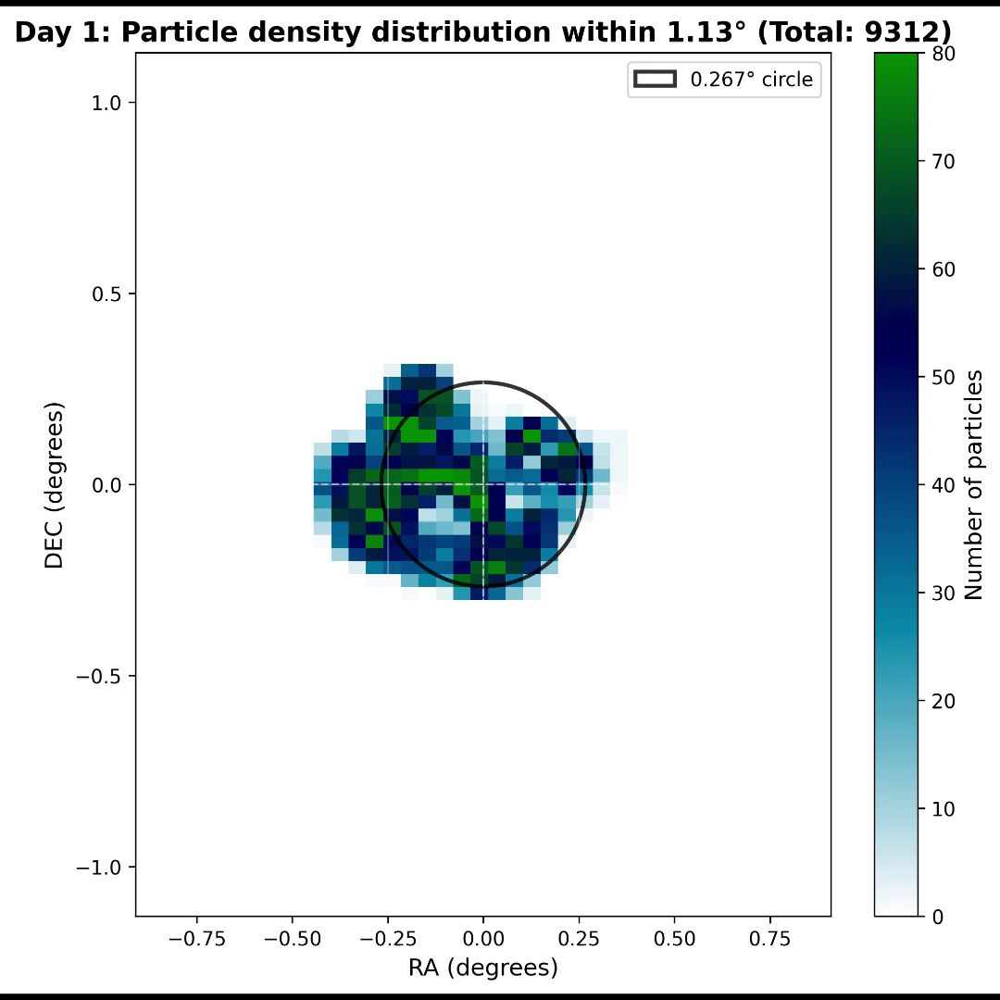 Day 1: Particle density distribution within 1.13° (Total: 9312)
0.267° circle
1.0
0.5
0.0
−0.5
−1.0
DEC (degrees)
−0.75 −0.50 −0.25 0.00 0.25 0.50 0.75
RA (degrees)
80
70
60
50
40
30
20
10
0
Number of particles